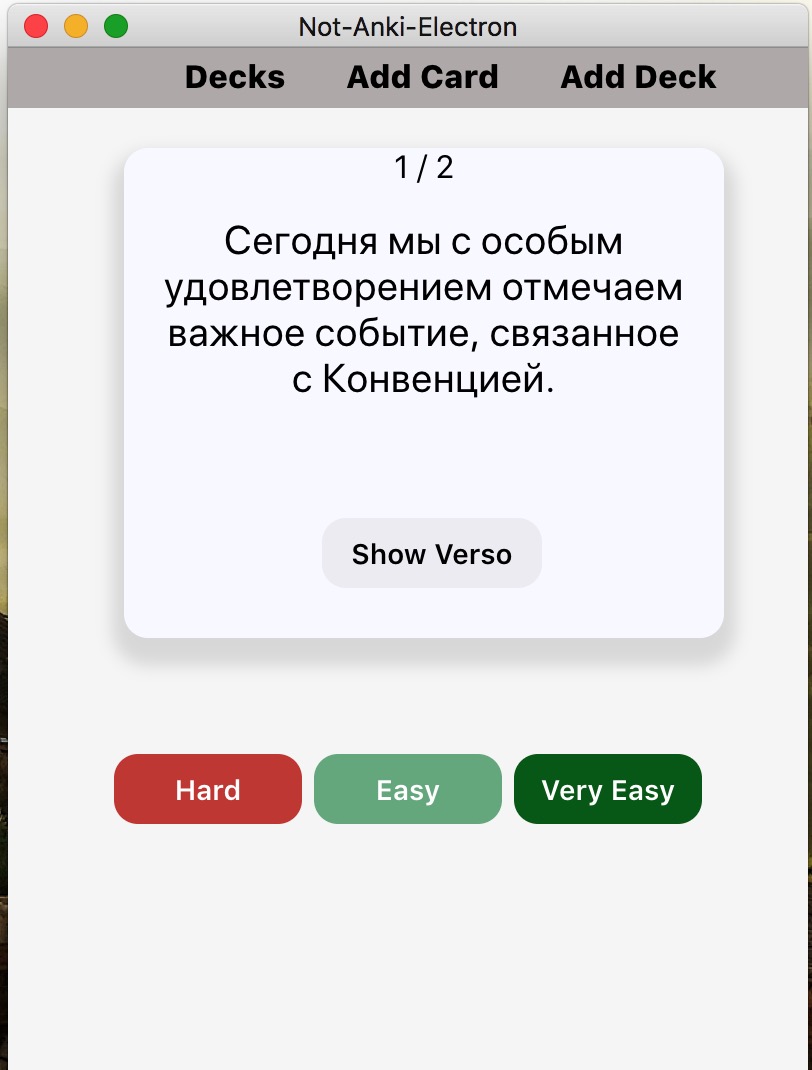 Not-Anki-Electron
Decks Add Card Add Deck
1 / 2
Сегодня мы с особым
удовлетворением отмечаем
важное событие, связанное
с Конвенцией.
Show Verso
Hard Easy Very Easy